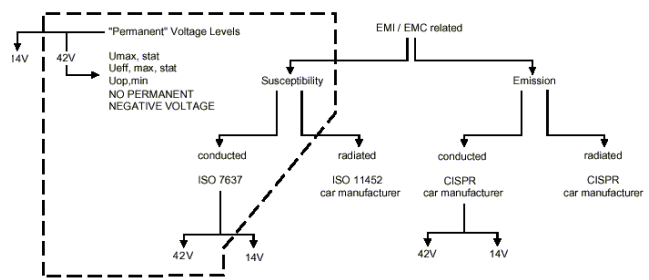 "Permanent" Voltage Levels
14V
42V
Umax, stat
Ueff, max, stat
Uop,min
NO PERMANENT
NEGATIVE VOLTAGE
EMI / EMC related
Susceptibility
Emission
conducted
radiated
conducted
radiated
ISO 7637
ISO 11452
car manufacturer
CISPR
car manufacturer
CISPR
car manufacturer
42V
14V
42V
14V